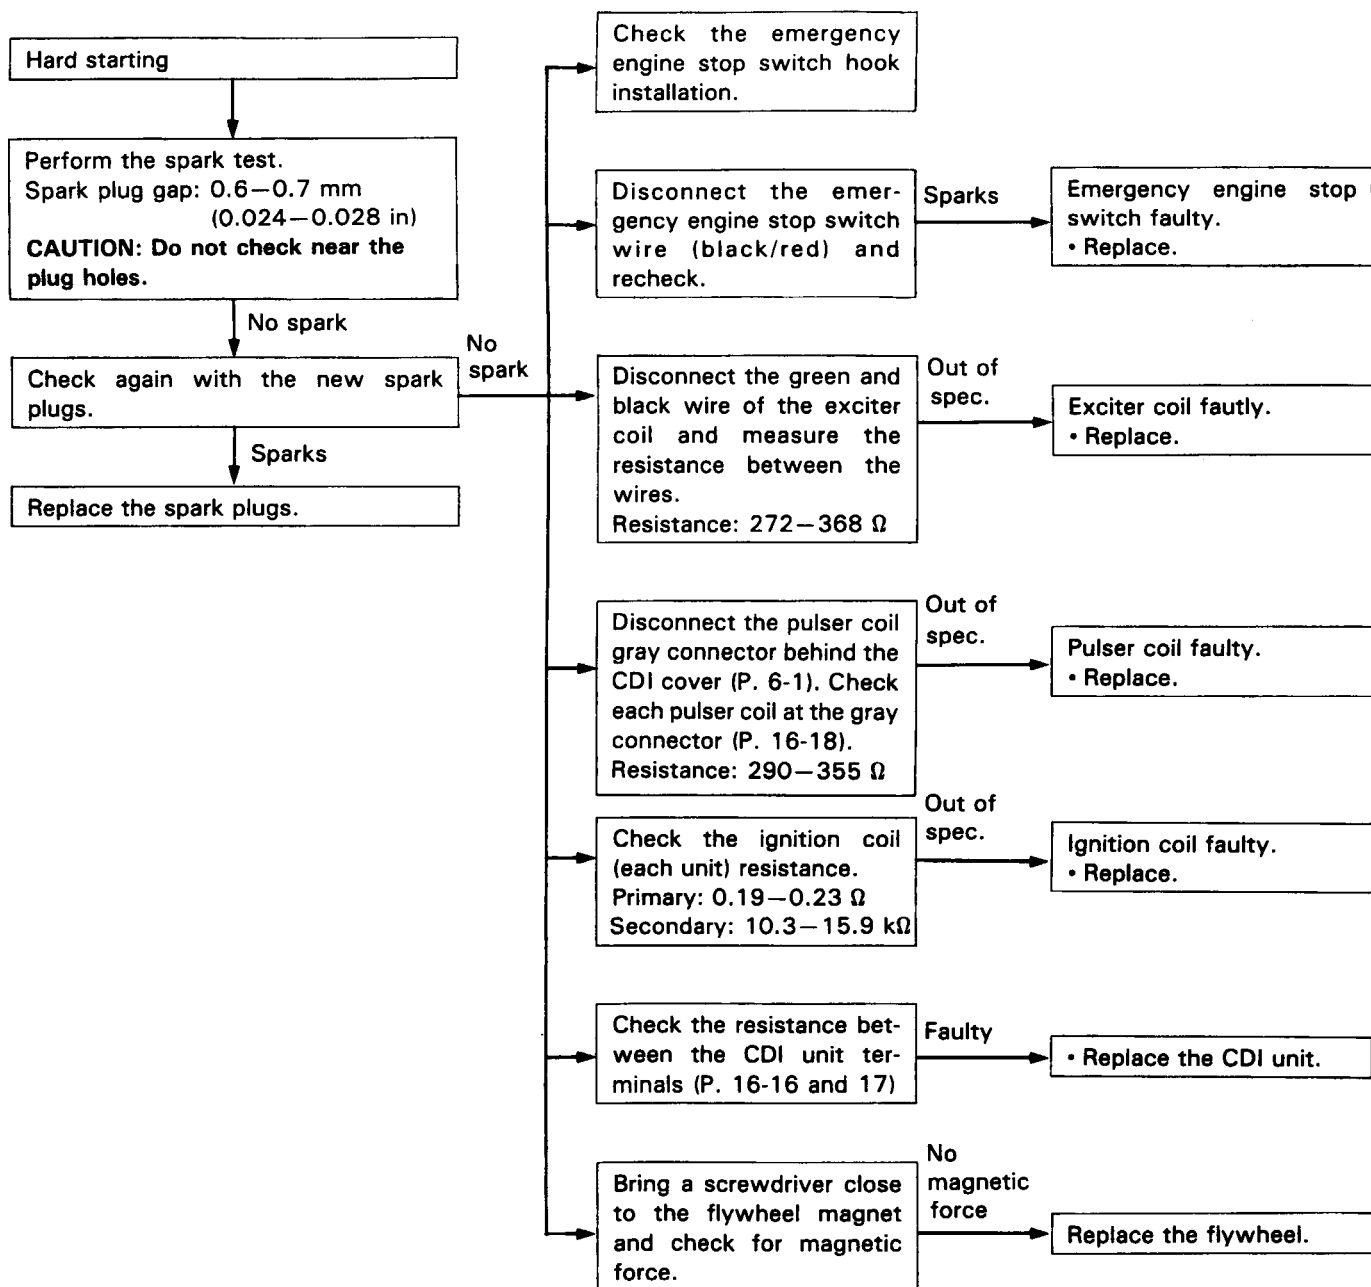 Hard starting
Perform the spark test.
Spark plug gap: 0.6—0.7 mm
(0.024—0.028 in)
CAUTION: Do not check near the
plug holes.
No spark
Check again with the new spark
plugs.
Sparks
Replace the spark plugs.
No
spark
Check the emergency
engine stop switch hook
installation.
Disconnect the emer-
gency engine stop switch
wire (black/red) and
recheck.
Sparks
Emergency engine stop
switch faulty.
• Replace.
Disconnect the green and
black wire of the exciter
coil and measure the
resistance between the
wires.
Resistance: 272—368 Ω
Out of
spec.
Exciter coil fautly.
• Replace.
Disconnect the pulser coil
gray connector behind the
CDI cover (P. 6-1). Check
each pulser coil at the gray
connector (P. 16-18).
Resistance: 290—355 Ω
Out of
spec.
Pulser coil faulty.
• Replace.
Check the ignition coil
(each unit) resistance.
Primary: 0.19—0.23 Ω
Secondary: 10.3—15.9 kΩ
Out of
spec.
Ignition coil faulty.
• Replace.
Check the resistance bet-
ween the CDI unit ter-
minals (P. 16-16 and 17)
Faulty
• Replace the CDI unit.
Bring a screwdriver close
to the flywheel magnet
and check for magnetic
force.
No
magnetic
force
Replace the flywheel.